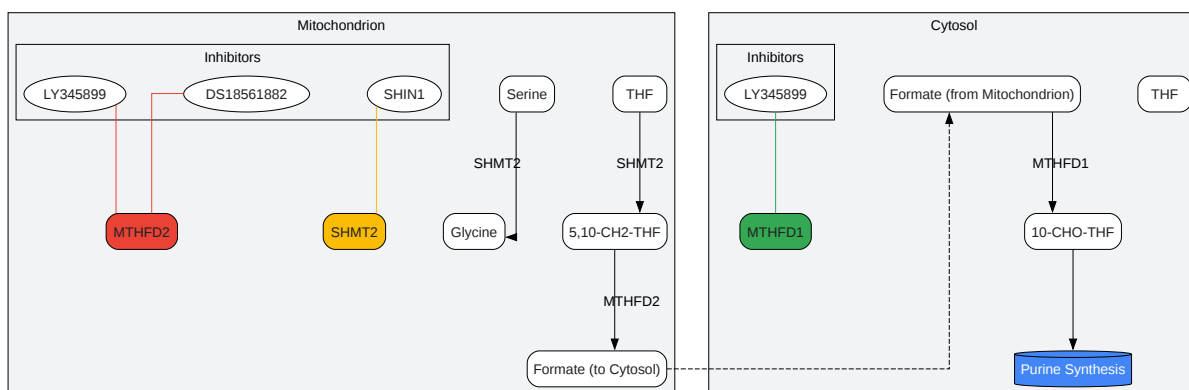 Mitochondrion
Inhibitors
LY345899
DS18561882
SHIN1
Serine
THF
SHMT2
SHMT2
MTHFD2
SHMT2
Glycine
5,10-CH2-THF
MTHFD2
Formate (to Cytosol)
Cytosol
Inhibitors
LY345899
Formate (from Mitochondrion)
THF
MTHFD1
MTHFD1
10-CHO-THF
Purine Synthesis